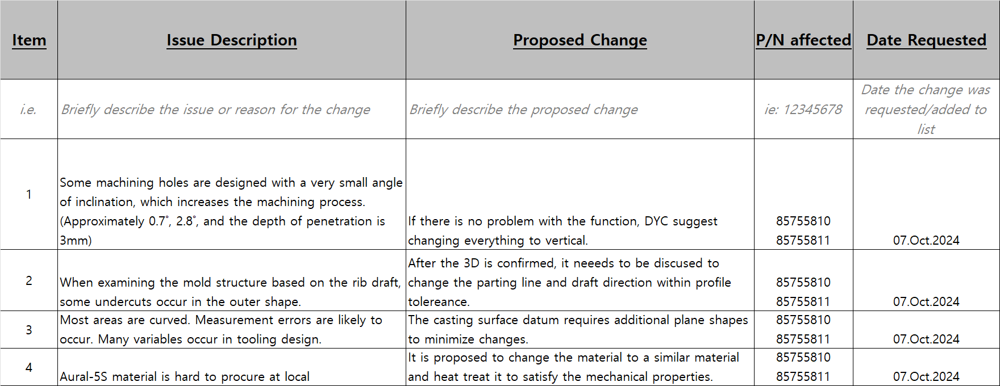 Item Issue Description Proposed Change P/N affected Date Requested
i.e. Briefly describe the issue or reason for the change Briefly describe the proposed change ie: 12345678 Date the change was
requested/added to
list
1 Some machining holes are designed with a very small angle
of inclination, which increases the machining process.
(Approximately 0.7˚, 2.8˚, and the depth of penetration is
3mm)
If there is no problem with the function, DYC suggest
changing everything to vertical.
85755810
85755811
07.Oct.2024
2 When examining the mold structure based on the rib draft,
some undercuts occur in the outer shape.
After the 3D is confirmed, it neeeds to be discused to
change the parting line and draft direction within profile
tolereance.
85755810
85755811
07.Oct.2024
3 Most areas are curved. Measurement errors are likely to
occur. Many variables occur in tooling design.
The casting surface datum requires additional plane shapes
to minimize changes.
85755810
85755811
07.Oct.2024
4 Aural-5S material is hard to procure at local
It is proposed to change the material to a similar material
and heat treat it to satisfy the mechanical properties.
85755810
85755811
07.Oct.2024